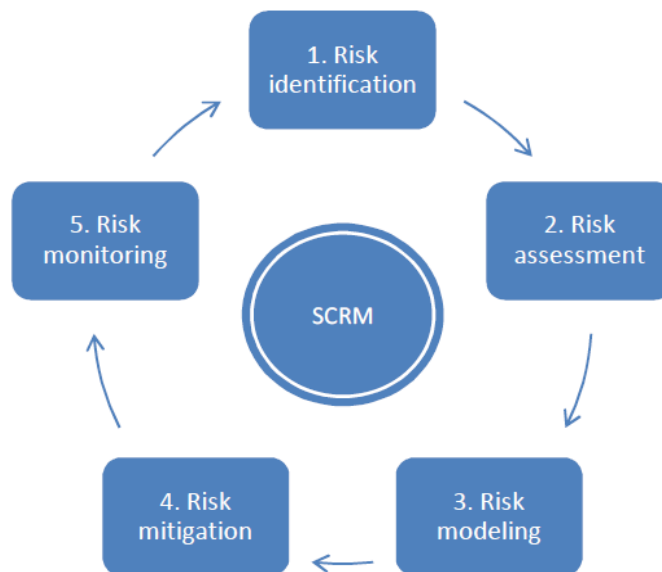 1. Risk
identification
2. Risk
assessment
3. Risk
modeling
4. Risk
mitigation
5. Risk
monitoring
SCRM